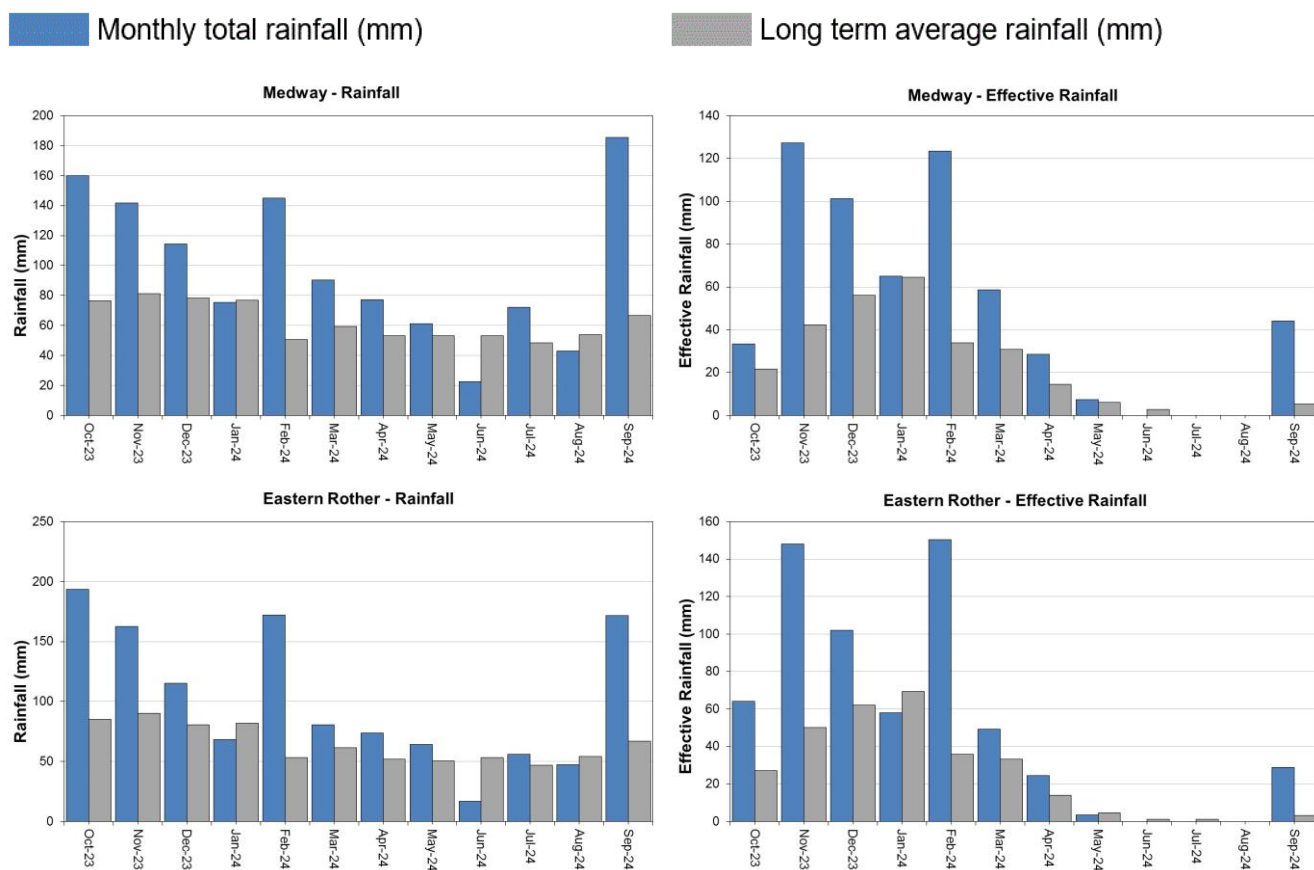 Monthly total rainfall (mm)
Long term average rainfall (mm)
Medway - Rainfall
Rainfall (mm)
200
180
160
140
120
100
80
60
40
20
0
Oct-23
Nov-23
Dec-23
Jan-24
Feb-24
Mar-24
Apr-24
May-24
Jun-24
Jul-24
Aug-24
Sep-24
Medway - Effective Rainfall
Effective Rainfall (mm)
140
120
100
80
60
40
20
0
Oct-23
Nov-23
Dec-23
Jan-24
Feb-24
Mar-24
Apr-24
May-24
Jun-24
Jul-24
Aug-24
Sep-24
Eastern Rother - Rainfall
Rainfall (mm)
250
200
150
100
50
0
Oct-23
Nov-23
Dec-23
Jan-24
Feb-24
Mar-24
Apr-24
May-24
Jun-24
Jul-24
Aug-24
Sep-24
Eastern Rother - Effective Rainfall
Effective Rainfall (mm)
160
140
120
100
80
60
40
20
0
Oct-23
Nov-23
Dec-23
Jan-24
Feb-24
Mar-24
Apr-24
May-24
Jun-24
Jul-24
Aug-24
Sep-24